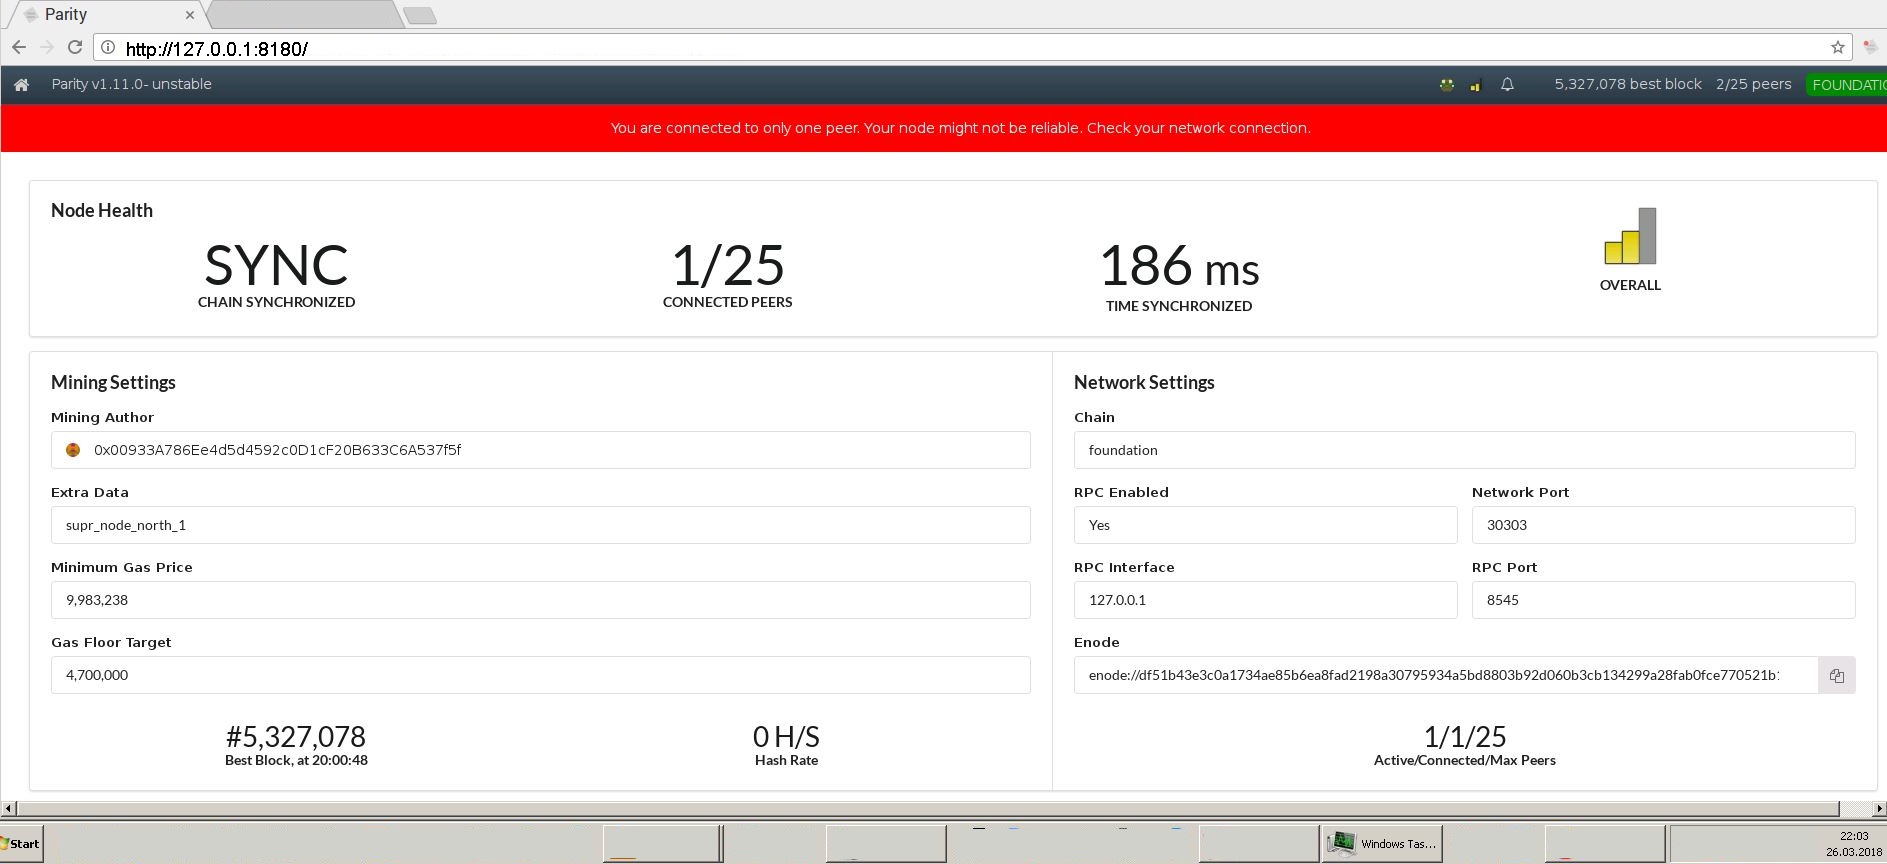 Parity
http://127.0.0.1:8180/
Parity v1.11.0- unstable
5,327,078 best block 2/25 peers FOUNDATIO
You are connected to only one peer. Your node might not be reliable. Check your network connection.
Node Health
SYNC
CHAIN SYNCHRONIZED
1/25
CONNECTED PEERS
186 ms
TIME SYNCHRONIZED
OVERALL
Mining Settings
Mining Author
0x00933A786Ee4d5d4592c0D1cF20B633C6A537f5f
Extra Data
supr_node_north_1
Minimum Gas Price
9,983,238
Gas Floor Target
4,700,000
#5,327,078
Best Block, at 20:00:48
0 H/S
Hash Rate
Network Settings
Chain
foundation
RPC Enabled
Yes
Network Port
30303
RPC Interface
127.0.0.1
RPC Port
8545
Enode
enode://df51b43e3c0a1734ae85b6ea8fad2198a30795934a5bd8803b92d060b3cb134299a28fab0fce770521b1
1/1/25
Active/Connected/Max Peers
Start
Windows Tas...
22:03
26.03.2018